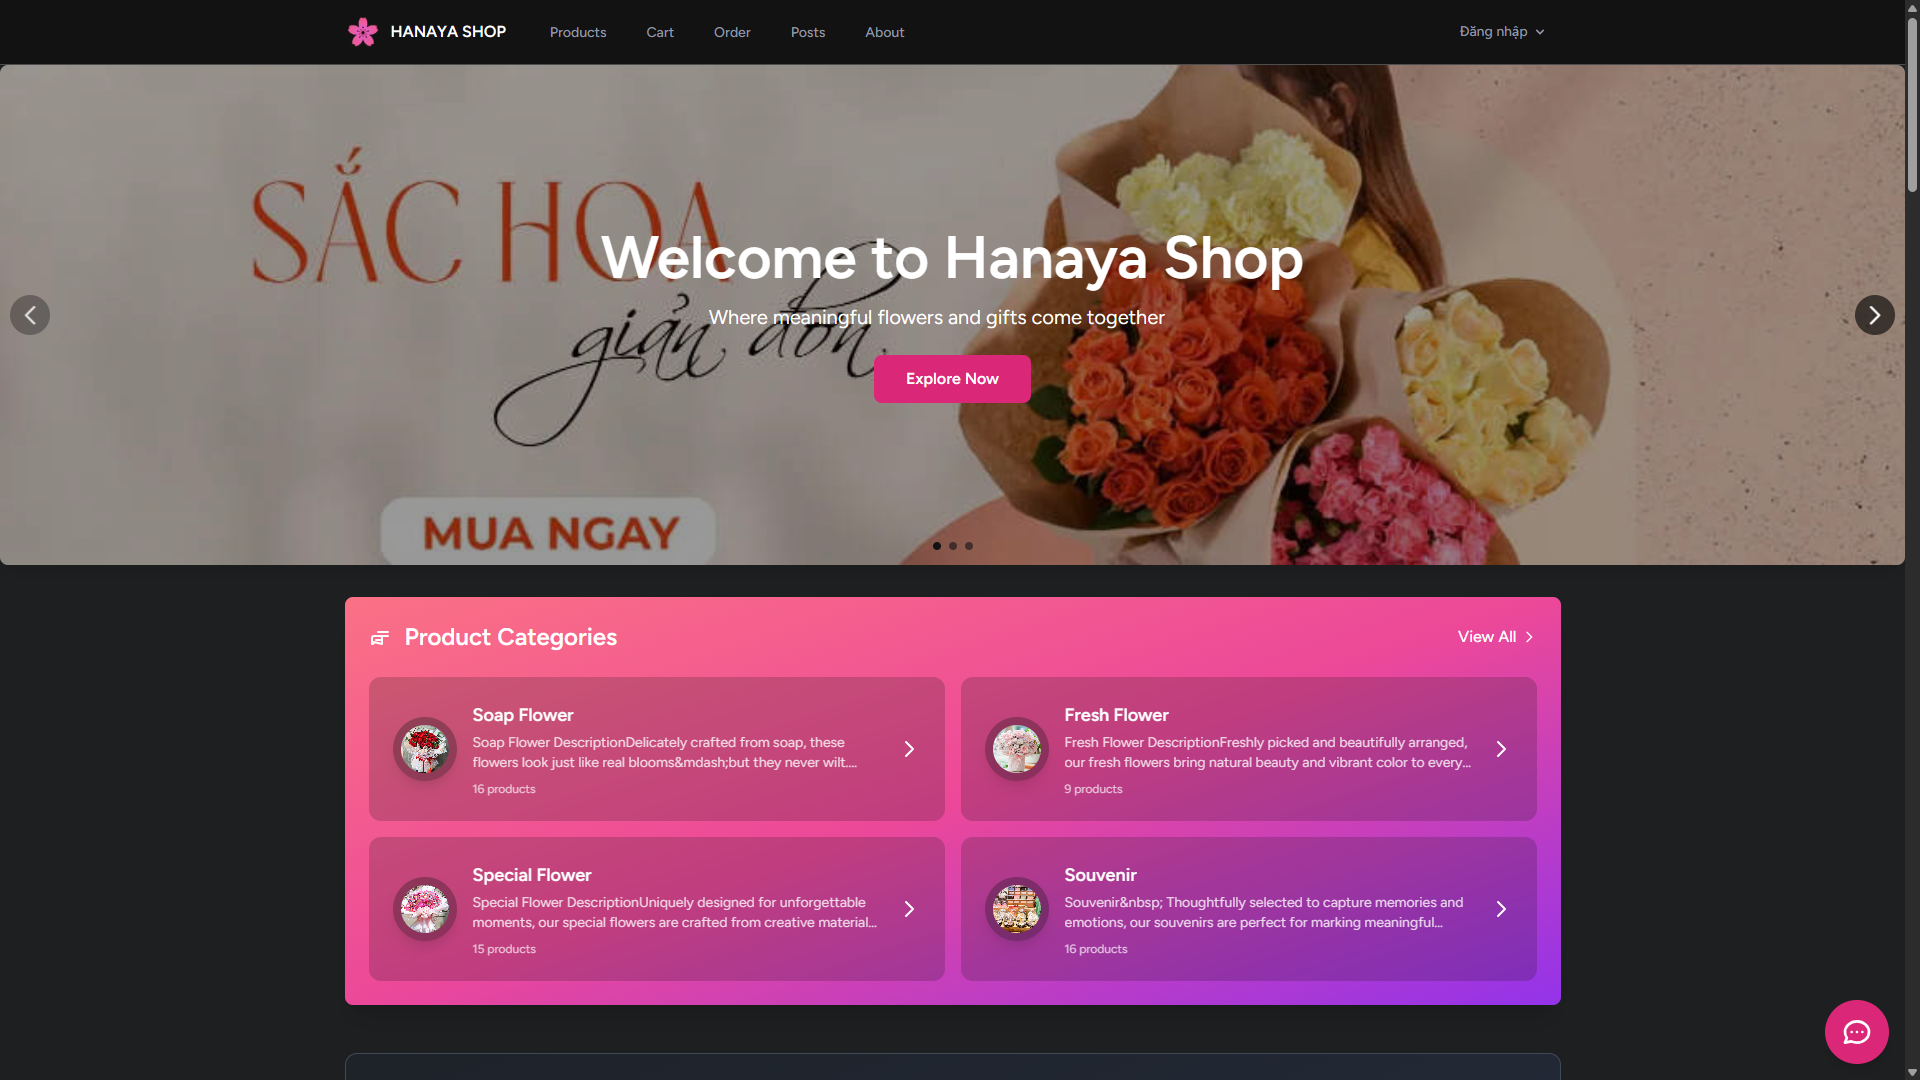 HANAYA SHOP
Products
Cart
Order
Posts
About
Đăng nhập
SẮC HOA
giản đơn
Welcome to Hanaya Shop
Where meaningful flowers and gifts come together
Explore Now
MUA NGAY
Product Categories
View All
Soap Flower
Soap Flower DescriptionDelicately crafted from soap, these
flowers look just like real blooms&mdash;but they never wilt....
16 products
Fresh Flower
Fresh Flower DescriptionFreshly picked and beautifully arranged,
our fresh flowers bring natural beauty and vibrant color to every...
9 products
Special Flower
Special Flower DescriptionUniquely designed for unforgettable
moments, our special flowers are crafted from creative material...
15 products
Souvenir
Souvenir&nbsp; Thoughtfully selected to capture memories and
emotions, our souvenirs are perfect for marking meaningful...
16 products